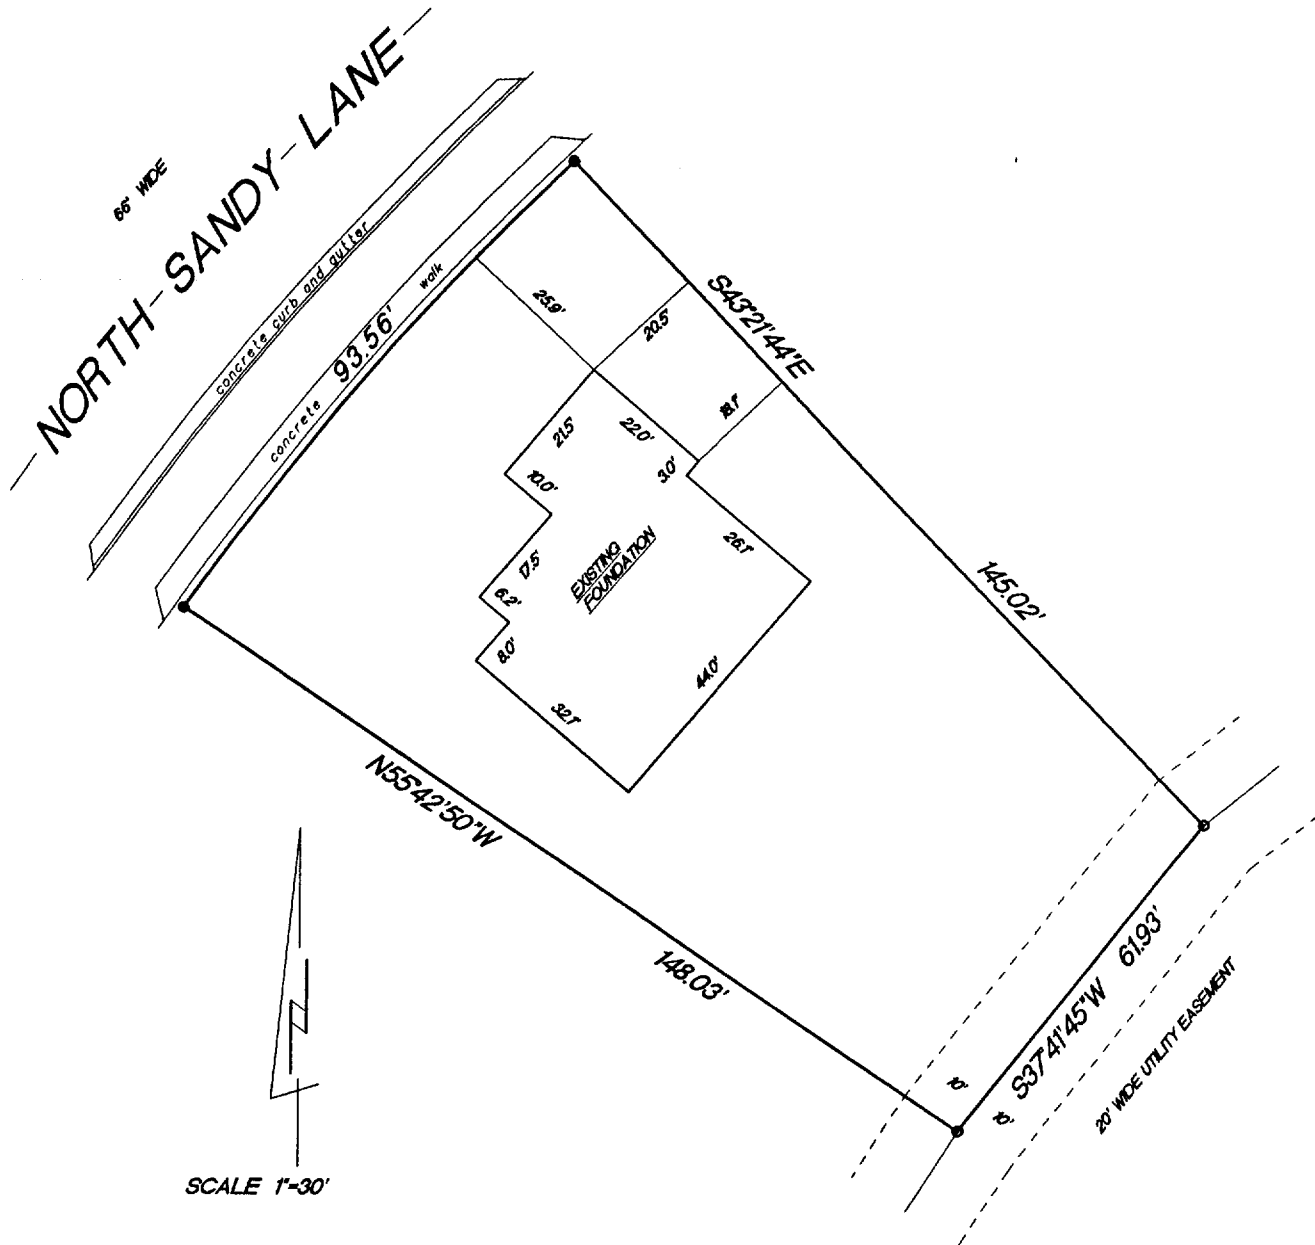 NORTH SANDY LANE
66' WIDE
concrete curb and gutter
concrete walk
93.56'
25.9'
20.5'
S43°21'44"E
18.1'
21.5'
22.0'
3.0'
10.0'
26.1'
17.5'
EXISTING
FOUNDATION
6.2'
8.0'
44.0'
32.1'
145.02'
N55°42'50"W
148.03'
S37°41'45"W 61.93'
10'
10'
20' WIDE UTILITY EASEMENT
SCALE 1"=30'